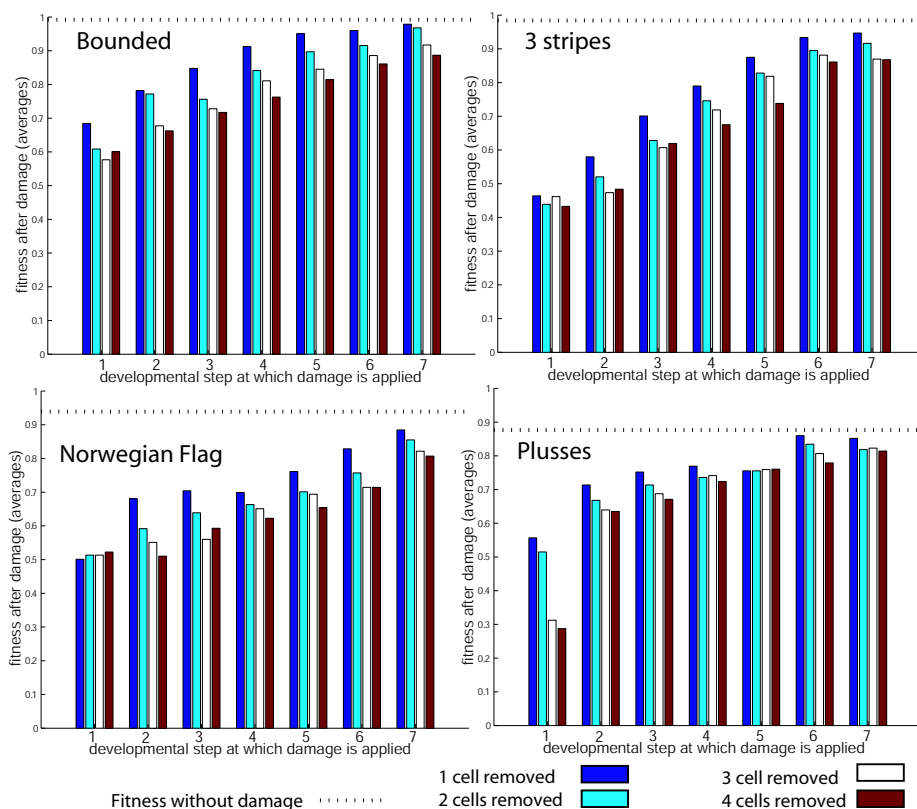 Bounded
fitness after damage (averages)
1
0.9
0.8
0.7
0.6
0.5
0.4
0.3
0.2
0.1
0
1 2 3 4 5 6 7
developmental step at which damage is applied
3 stripes
fitness after damage (averages)
1
0.9
0.8
0.7
0.6
0.5
0.4
0.3
0.2
0.1
0
1 2 3 4 5 6 7
developmental step at which damage is applied
Norwegian Flag
fitness after damage (averages)
1
0.9
0.8
0.7
0.6
0.5
0.4
0.3
0.2
0.1
0
1 2 3 4 5 6 7
developmental step at which damage is applied
Plusses
fitness after damage (averages)
1
0.9
0.8
0.7
0.6
0.5
0.4
0.3
0.2
0.1
0
1 2 3 4 5 6 7
developmental step at which damage is applied
Fitness without damage
1 cell removed
2 cells removed
3 cell removed
4 cells removed